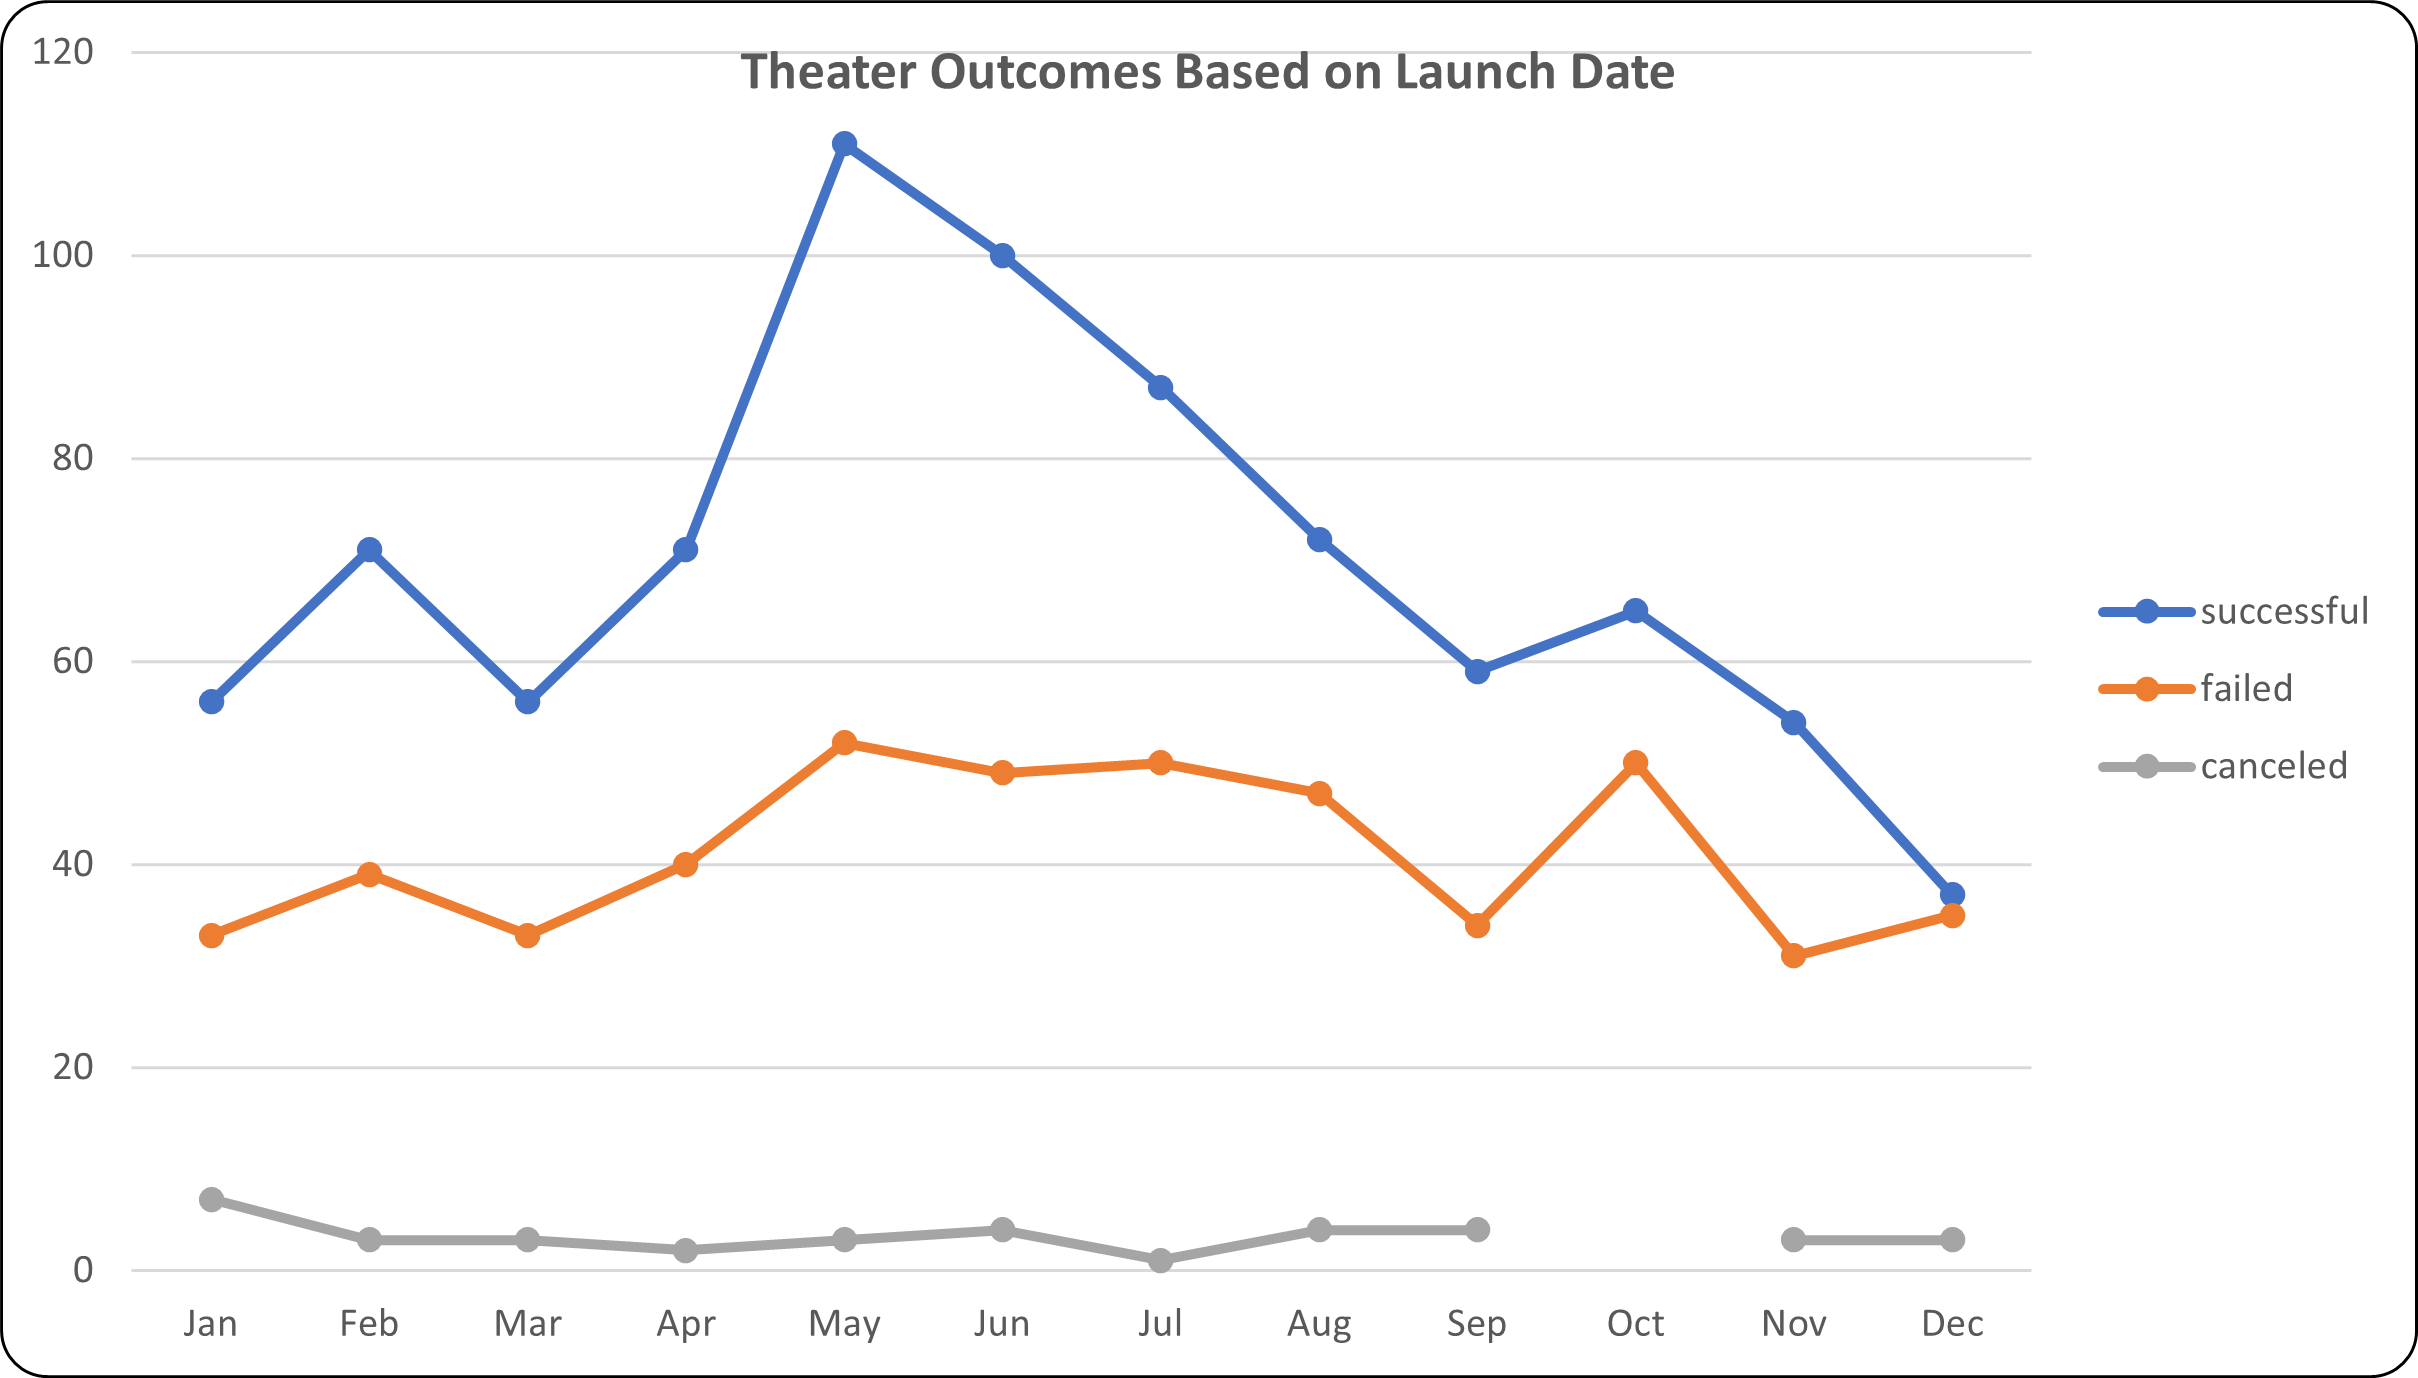 Theater Outcomes Based on Launch Date
120
100
80
60
40
20
0
Jan Feb Mar Apr May Jun Jul Aug Sep Oct Nov Dec
successful
failed
canceled